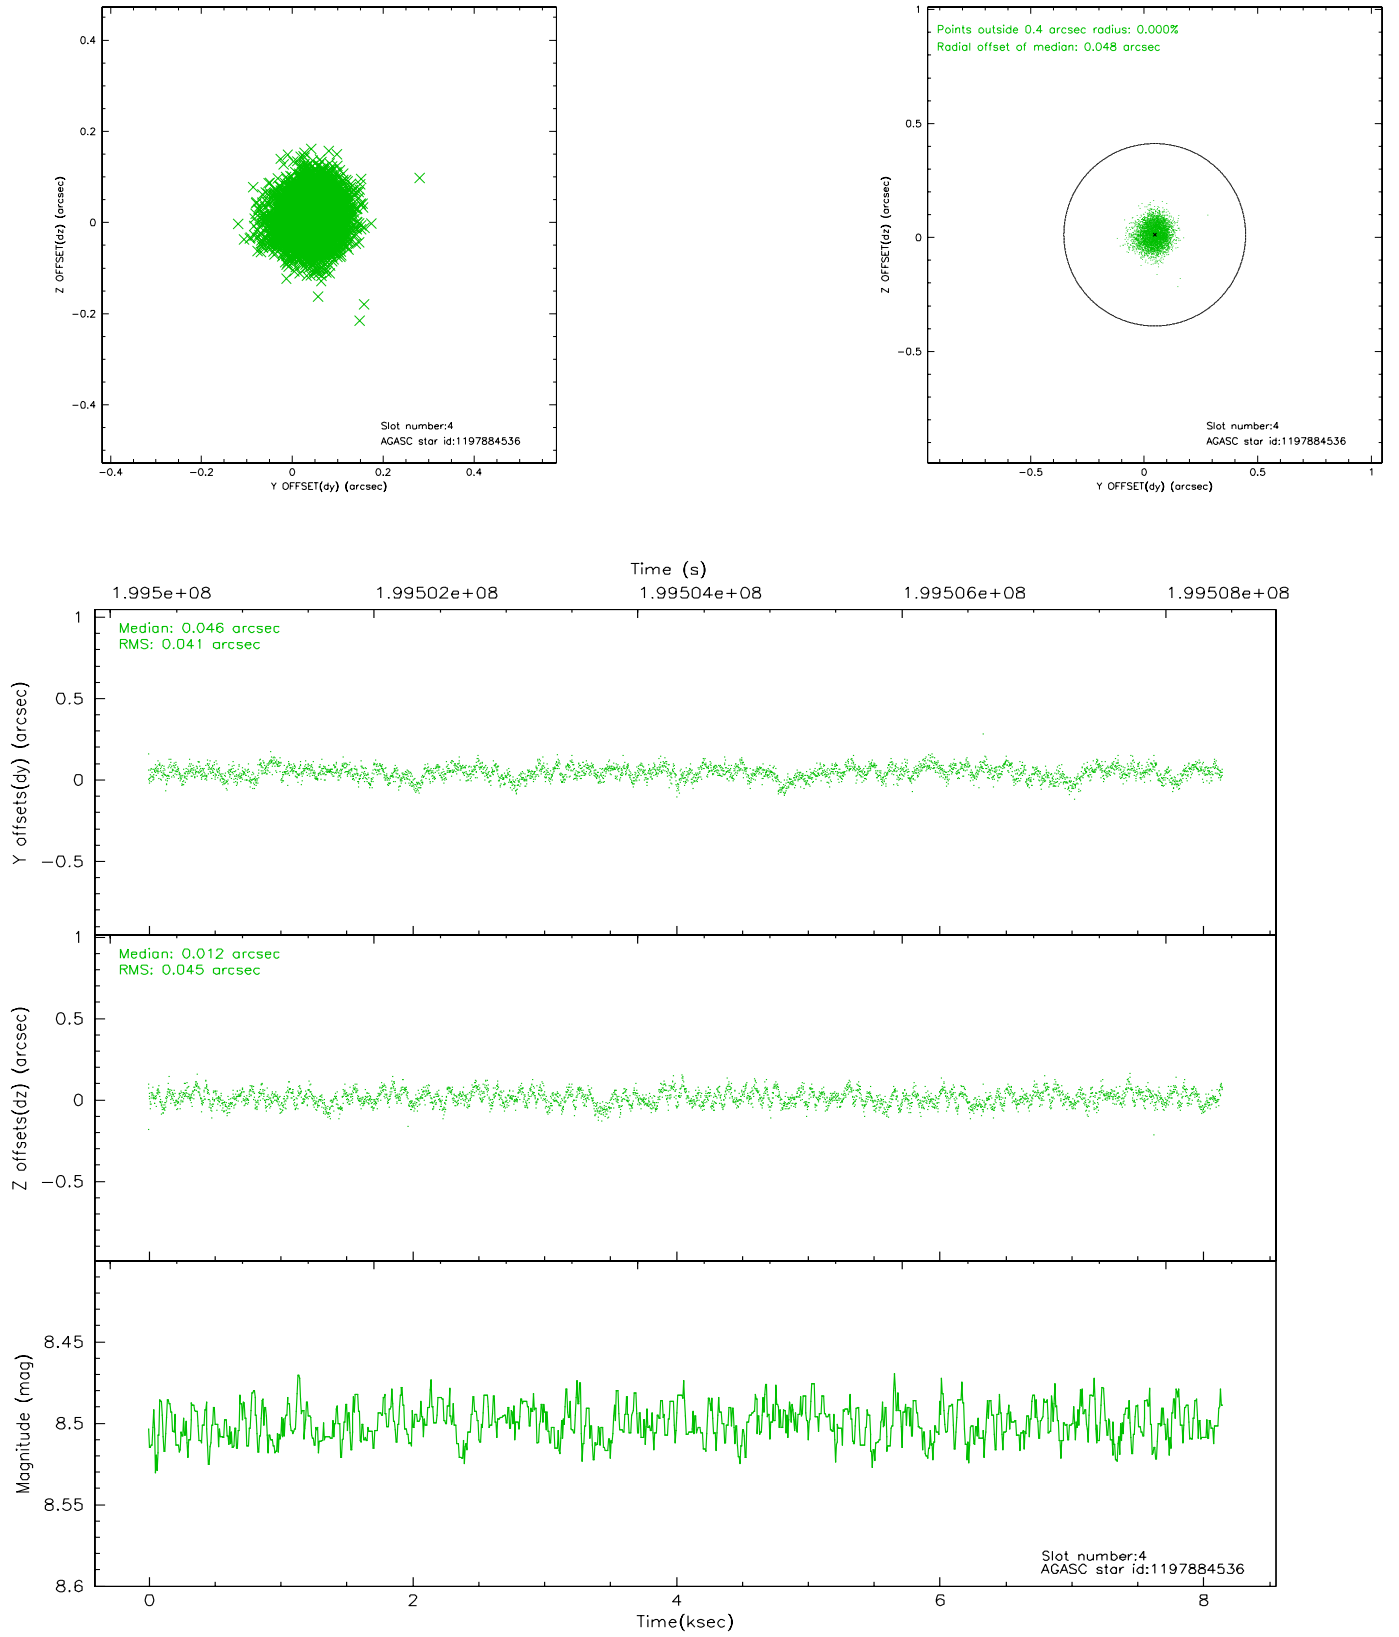 0.4
0.2
0
−0.2
−0.4
Z OFFSET(dz) (arcsec)
−0.4 −0.2 0 0.2 0.4
Y OFFSET(dy) (arcsec)
Slot number:4
AGASC star id:1197884536
Points outside 0.4 arcsec radius: 0.000%
Radial offset of median: 0.048 arcsec
1
0.5
0
−0.5
Z OFFSET(dz) (arcsec)
−0.5 0 0.5 1
Y OFFSET(dy) (arcsec)
Slot number:4
AGASC star id:1197884536
Time (s)
1.995e+08 1.99502e+08 1.99504e+08 1.99506e+08 1.99508e+08
Median: 0.046 arcsec
RMS: 0.041 arcsec
1
0.5
0
−0.5
Y offsets(dy) (arcsec)
Median: 0.012 arcsec
RMS: 0.045 arcsec
1
0.5
0
−0.5
Z offsets(dz) (arcsec)
8.45
8.5
8.55
8.6
Magnitude (mag)
Slot number:4
AGASC star id:1197884536
0 2 4 6 8
Time(ksec)